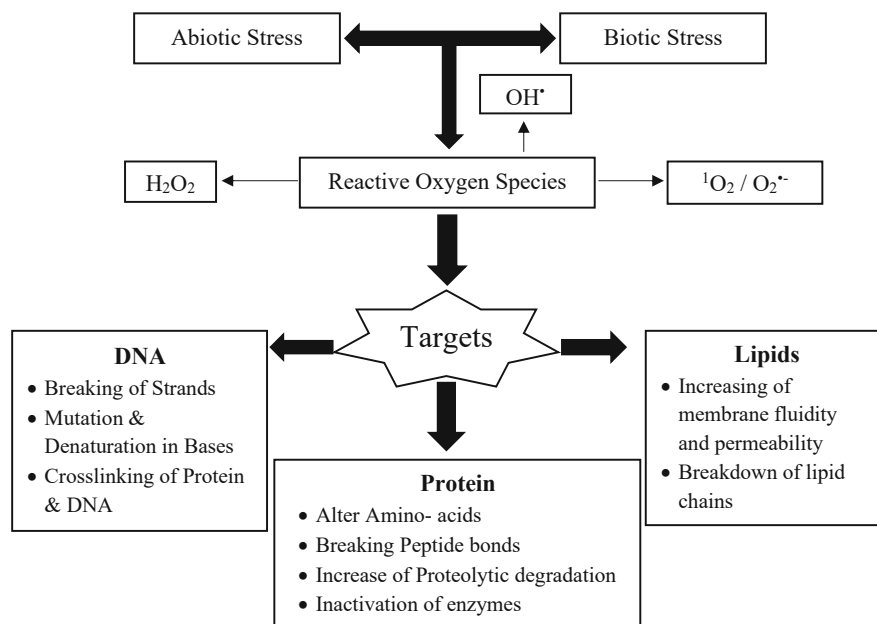 Abiotic Stress
Biotic Stress
OH•
H₂O₂
Reactive Oxygen Species
¹O₂ / O₂•-
Targets
DNA
• Breaking of Strands
• Mutation &
Denaturation in Bases
• Crosslinking of Protein
& DNA
Lipids
• Increasing of
membrane fluidity
and permeability
• Breakdown of lipid
chains
Protein
• Alter Amino- acids
• Breaking Peptide bonds
• Increase of Proteolytic degradation
• Inactivation of enzymes